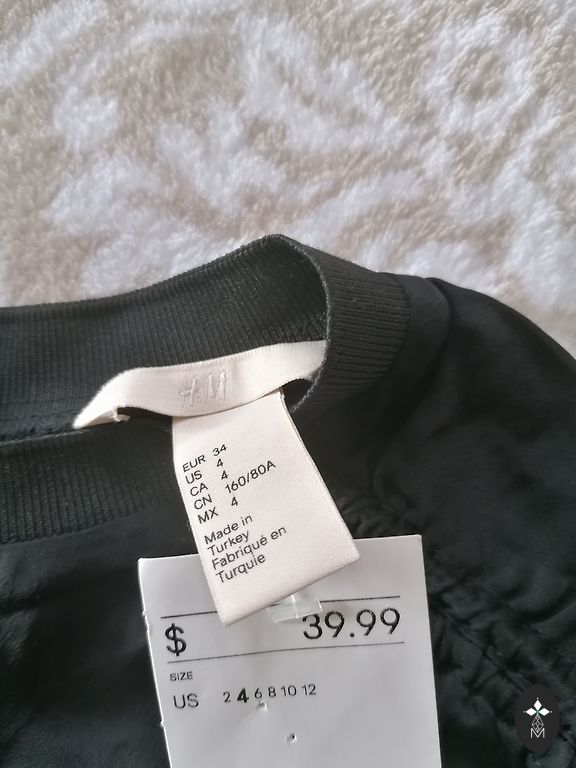 H&M
EUR 34
US 4
CA 4
CN 160/80A
MX 4
Made in
Turkey
Fabriqué en
Turquie
$ 39.99
SIZE
US 2 4 6 8 10 12
M